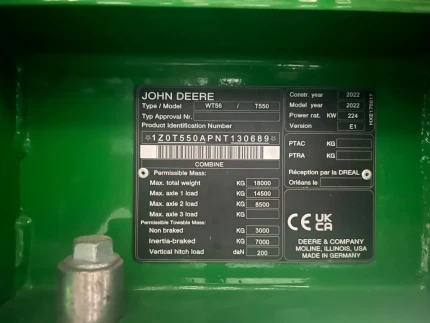 JOHN DEERE
Type / Model WT56 / T550
Typ Approval Nr.
Product Identification Number
*1Z0T550APNT130689*
COMBINE
Permissible Mass:
Max. total weight KG 18000
Max. axle 1 load KG 14500
Max. axle 2 load KG 8500
Max. axle 3 load KG
Permissible Towable Mass:
Non braked KG 3000
Inertia-braked KG 7000
Vertical hitch load daN 200
Constr. year 2022
Model year 2022
Power rat. KW 224
Version E1
PTAC KG
PTRA KG
Réception par la DREAL
Orléans le
CE UK
CA
DEERE & COMPANY
MOLINE, ILLINOIS, USA
MADE IN GERMANY